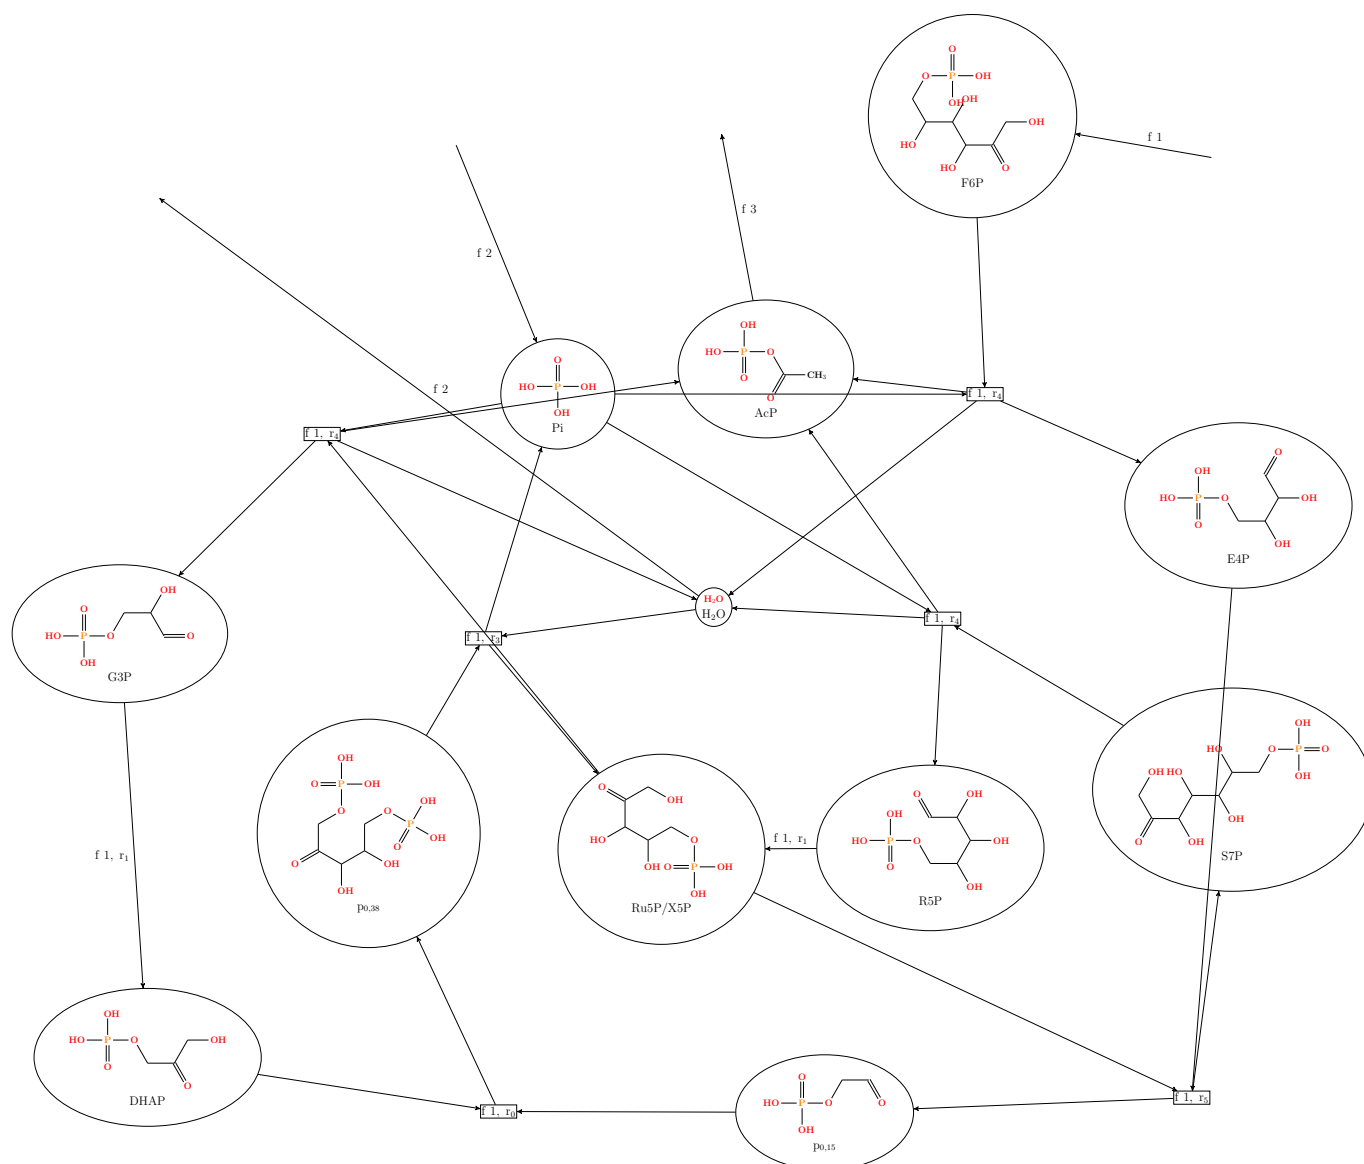 O
O P OH
OH OH
OH
HO
HO O
F6P
f 1
f 3
f 2
f 2
OH
HO P O
O O CH₃
AcP
O
HO P OH
OH
Pi
f 1, r₄
f 1, r₄
O
OH
HO P O OH
O OH
E4P
H₂O
H₂O
f 1, r₄
f 1, r₃
OH
O
HO P O O
OH
G3P
OH
HO O P O
OH
OH HO
OH
O OH
S7P
OH
O P OH
O O OH
P OH
O O
OH
OH
p₀,₃₈
O OH
HO O
OH O P OH
OH
Ru5P/X5P
f 1, r₁
O OH
OH
HO P O OH
O OH
R5P
f 1, r₁
OH
HO P O OH
O O
DHAP
f 1, r₀
O
HO P O O
OH
p₀,₁₅
f 1, r₅